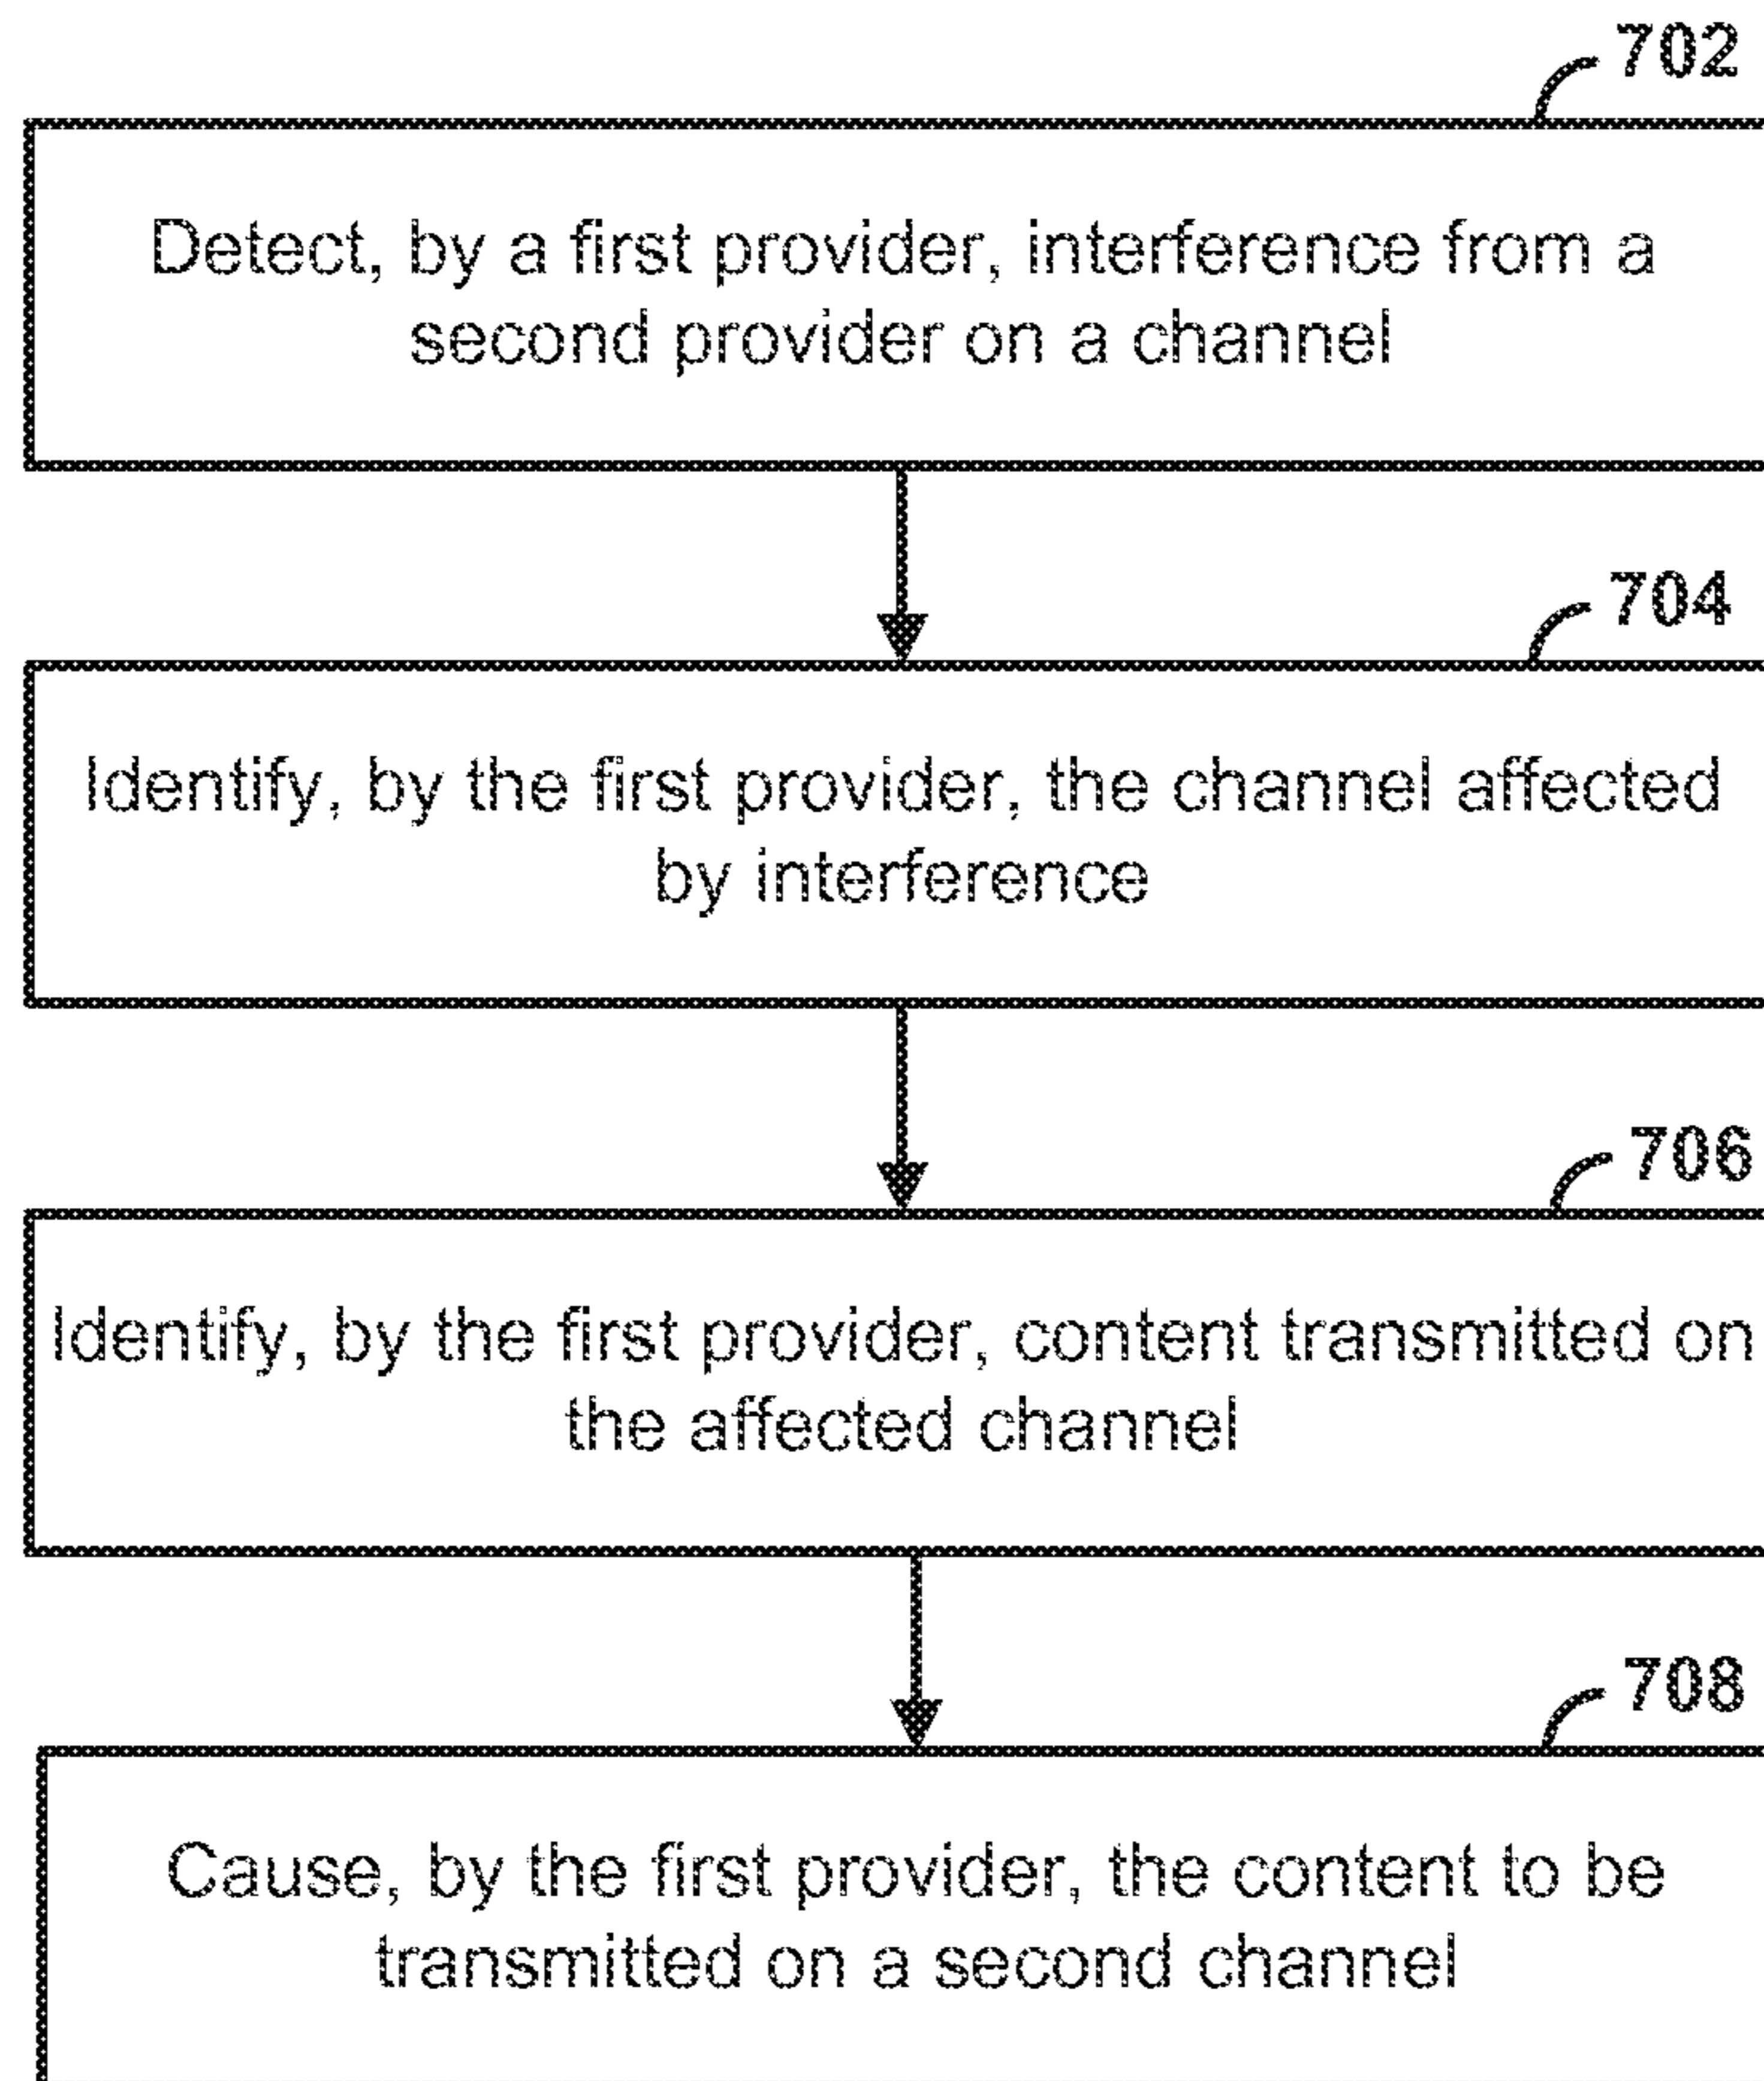 702
Detect, by a first provider, interference from a
second provider on a channel
704
Identify, by the first provider, the channel affected
by interference
706
Identify, by the first provider, content transmitted on
the affected channel
708
Cause, by the first provider, the content to be
transmitted on a second channel